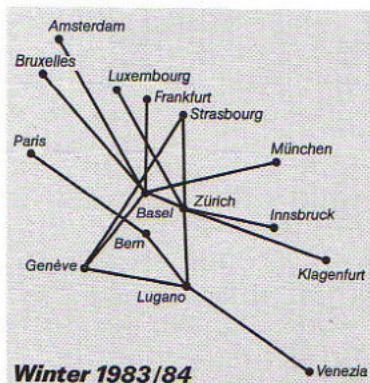 Amsterdam
Bruxelles
Luxembourg
Frankfurt
Strasbourg
Paris
München
Basel
Zürich
Bern
Innsbruck
Genève
Klagenfurt
Lugano
Venezia
Winter 1983/84